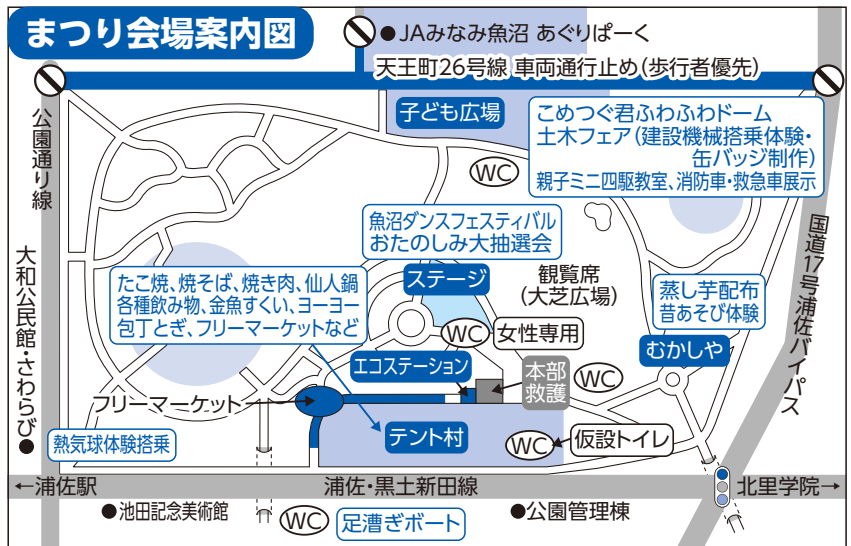 まつり会場案内図
●JAみなみ魚沼 あぐりぱーく
天王町26号線 車両通行止め(歩行者優先)
公園通り線
子ども広場
こめつぐ君ふわふわドーム
土木フェア(建設機械搭乗体験・
缶バッジ制作)
親子ミニ四駆教室、消防車・救急車展示
WC
国道17号浦佐バイパス
魚沼ダンスフェスティバル
おたのしみ大抽選会
ステージ
観覧席
(大芝広場)
大和公民館・さわらび●
たこ焼、焼そば、焼き肉、仙人鍋
各種飲み物、金魚すくい、ヨーヨー
包丁とぎ、フリーマーケットなど
蒸し芋配布
昔あそび体験
むかしや
WC
女性専用
エコステーション
本部
救護
WC
フリーマーケット
テント村
WC
仮設トイレ
熱気球体験搭乗
←浦佐駅
浦佐・黒土新田線
北里学院→
●池田記念美術館
WC
足漕ぎボート
●公園管理棟